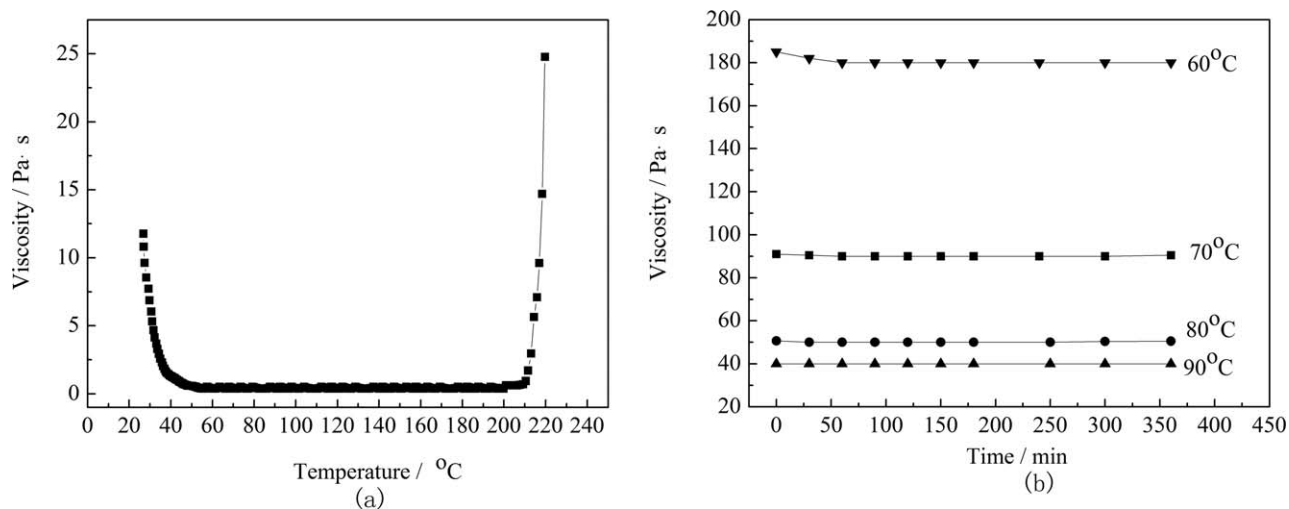 25
20
15
10
5
0
Viscosity / Pa· s
0 20 40 60 80 100 120 140 160 180 200 220 240
Temperature / °C
(a)
200
180
160
140
120
100
80
60
40
20
Viscosity / Pa· s
60°C
70°C
80°C
90°C
0 50 100 150 200 250 300 350 400 450
Time / min
(b)